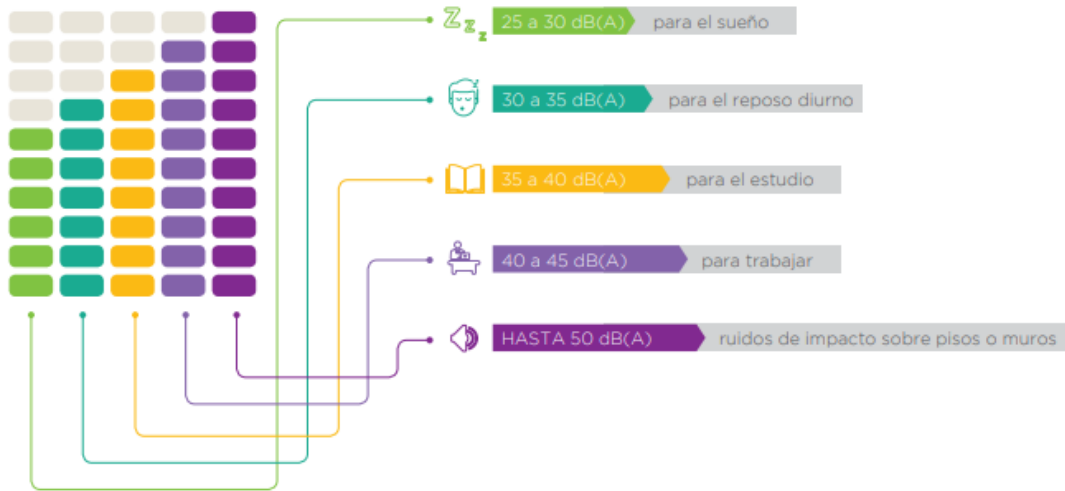 Z z z
25 a 30 dB(A) para el sueño
30 a 35 dB(A) para el reposo diurno
35 a 40 dB(A) para el estudio
40 a 45 dB(A) para trabajar
HASTA 50 dB(A) ruidos de impacto sobre pisos o muros